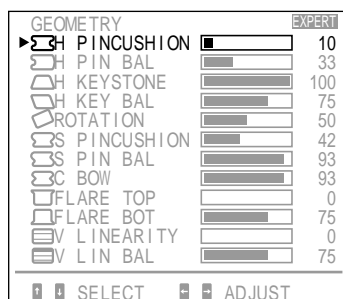 GEOMETRY EXPERT
H PINCUSHION 10
H PIN BAL 33
H KEYSTONE 100
H KEY BAL 75
ROTATION 50
S PINCUSHION 42
S PIN BAL 93
C BOW 93
FLARE TOP 0
FLARE BOT 75
V LINEARITY 0
V LIN BAL 75
SELECT ADJUST